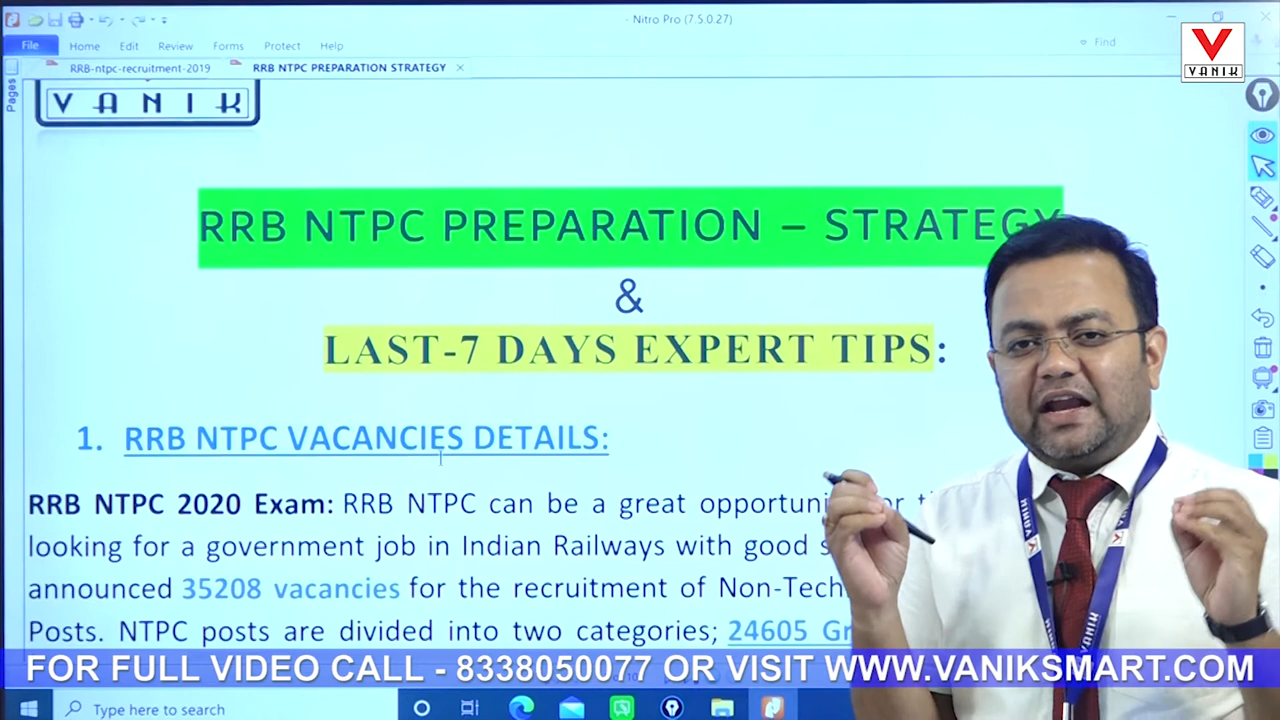 - Nitro Pro (7.5.0.27)
File Home Edit Review Forms Protect Help
Find
RRB-ntpc-recruitment-2019 RRB NTPC PREPARATION STRATEGY ×
Pages
VANIK
VANIK
RRB NTPC PREPARATION – STRATEGY
&
LAST-7 DAYS EXPERT TIPS:
1. RRB NTPC VACANCIES DETAILS:
RRB NTPC 2020 Exam: RRB NTPC can be a great
looking for a government job in Indian Railways with good
announced 35208 vacancies for the recruitment of
Posts. NTPC posts are divided into two categories; 24605
VANIK
VANIK
FOR FULL VIDEO CALL - 8338050077 OR VISIT WWW.VANIKSMART.COM
Type here to search